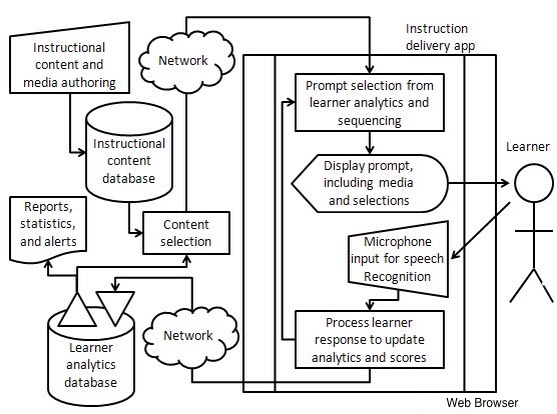 Instructional
content and
media authoring
Network
Instruction
delivery app
Prompt selection from
learner analytics and
sequencing
Instructional
content
database
Display prompt,
including media
and selections
Learner
Reports,
statistics,
and alerts
Content
selection
Microphone
input for speech
Recognition
Network
Process learner
response to update
analytics and scores
Learner
analytics
database
Web Browser